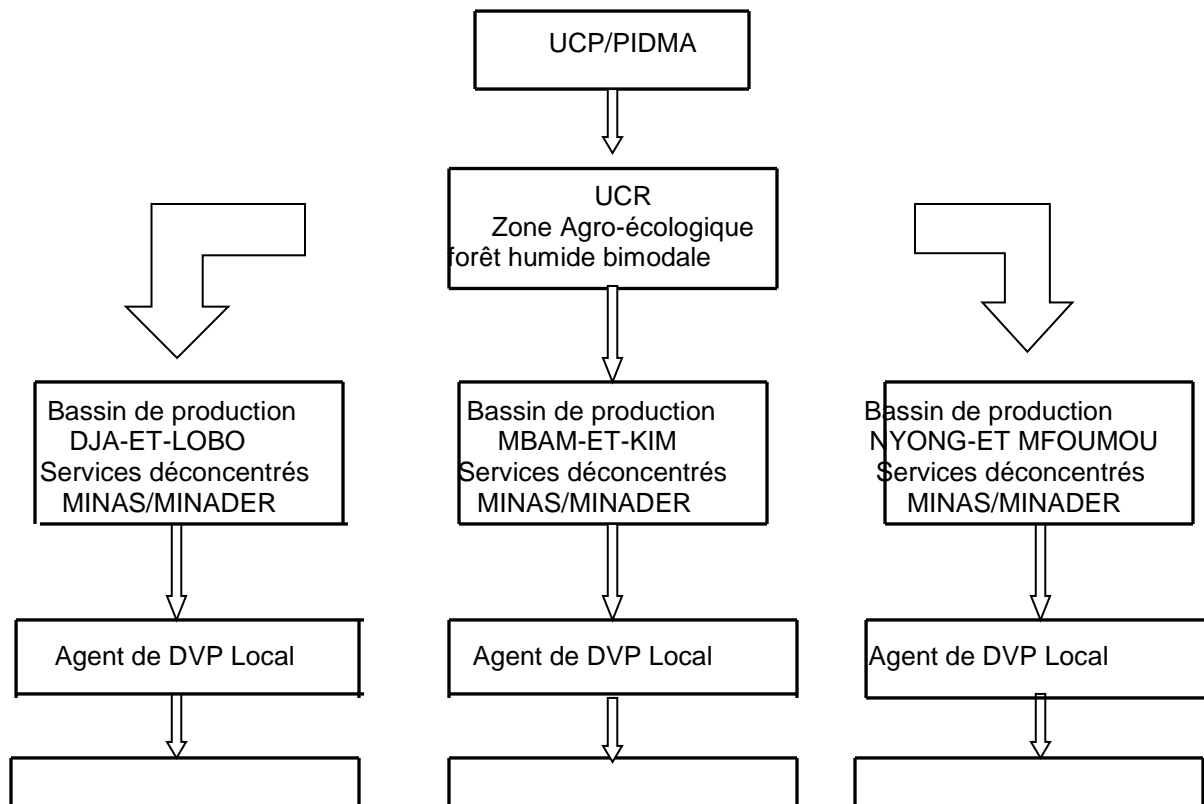 UCP/PIDMA
UCR
Zone Agro-écologique
forêt humide bimodale
Bassin de production
DJA-ET-LOBO
Services déconcentrés
MINAS/MINADER
Bassin de production
MBAM-ET-KIM
Services déconcentrés
MINAS/MINADER
Bassin de production
NYONG-ET MFOUMOU
Services déconcentrés
MINAS/MINADER
Agent de DVP Local
Agent de DVP Local
Agent de DVP Local